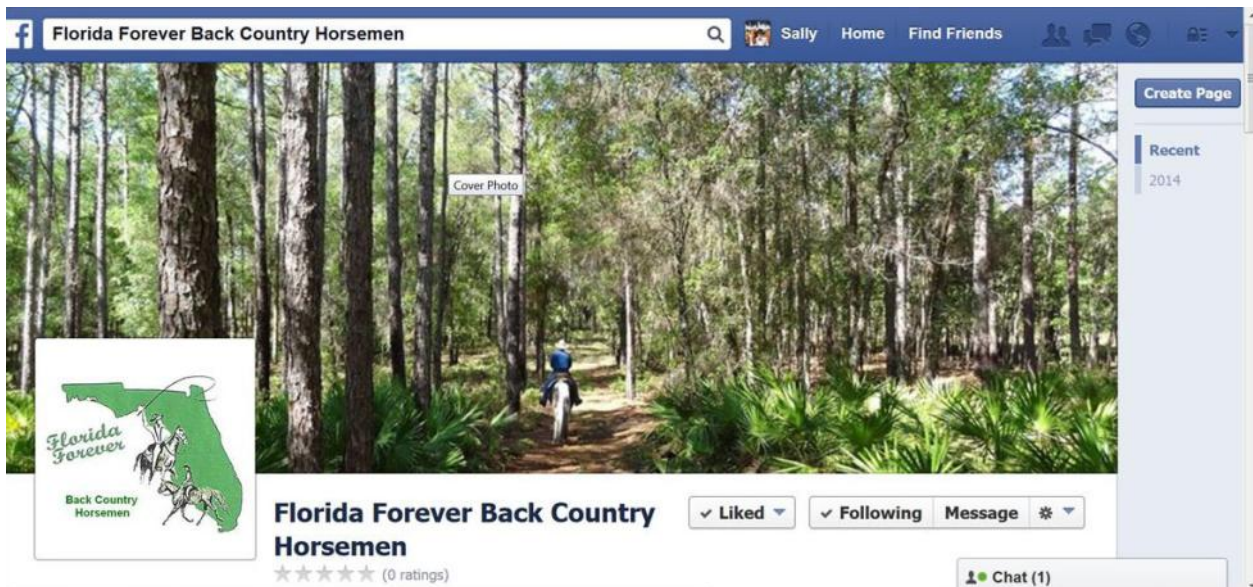 f Florida Forever Back Country Horsemen Sally Home Find Friends
Create Page
Recent
2014
Cover Photo
Florida
Forever
Back Country
Horsemen
Florida Forever Back Country
Horsemen
Liked Following Message
(0 ratings)
Chat (1)